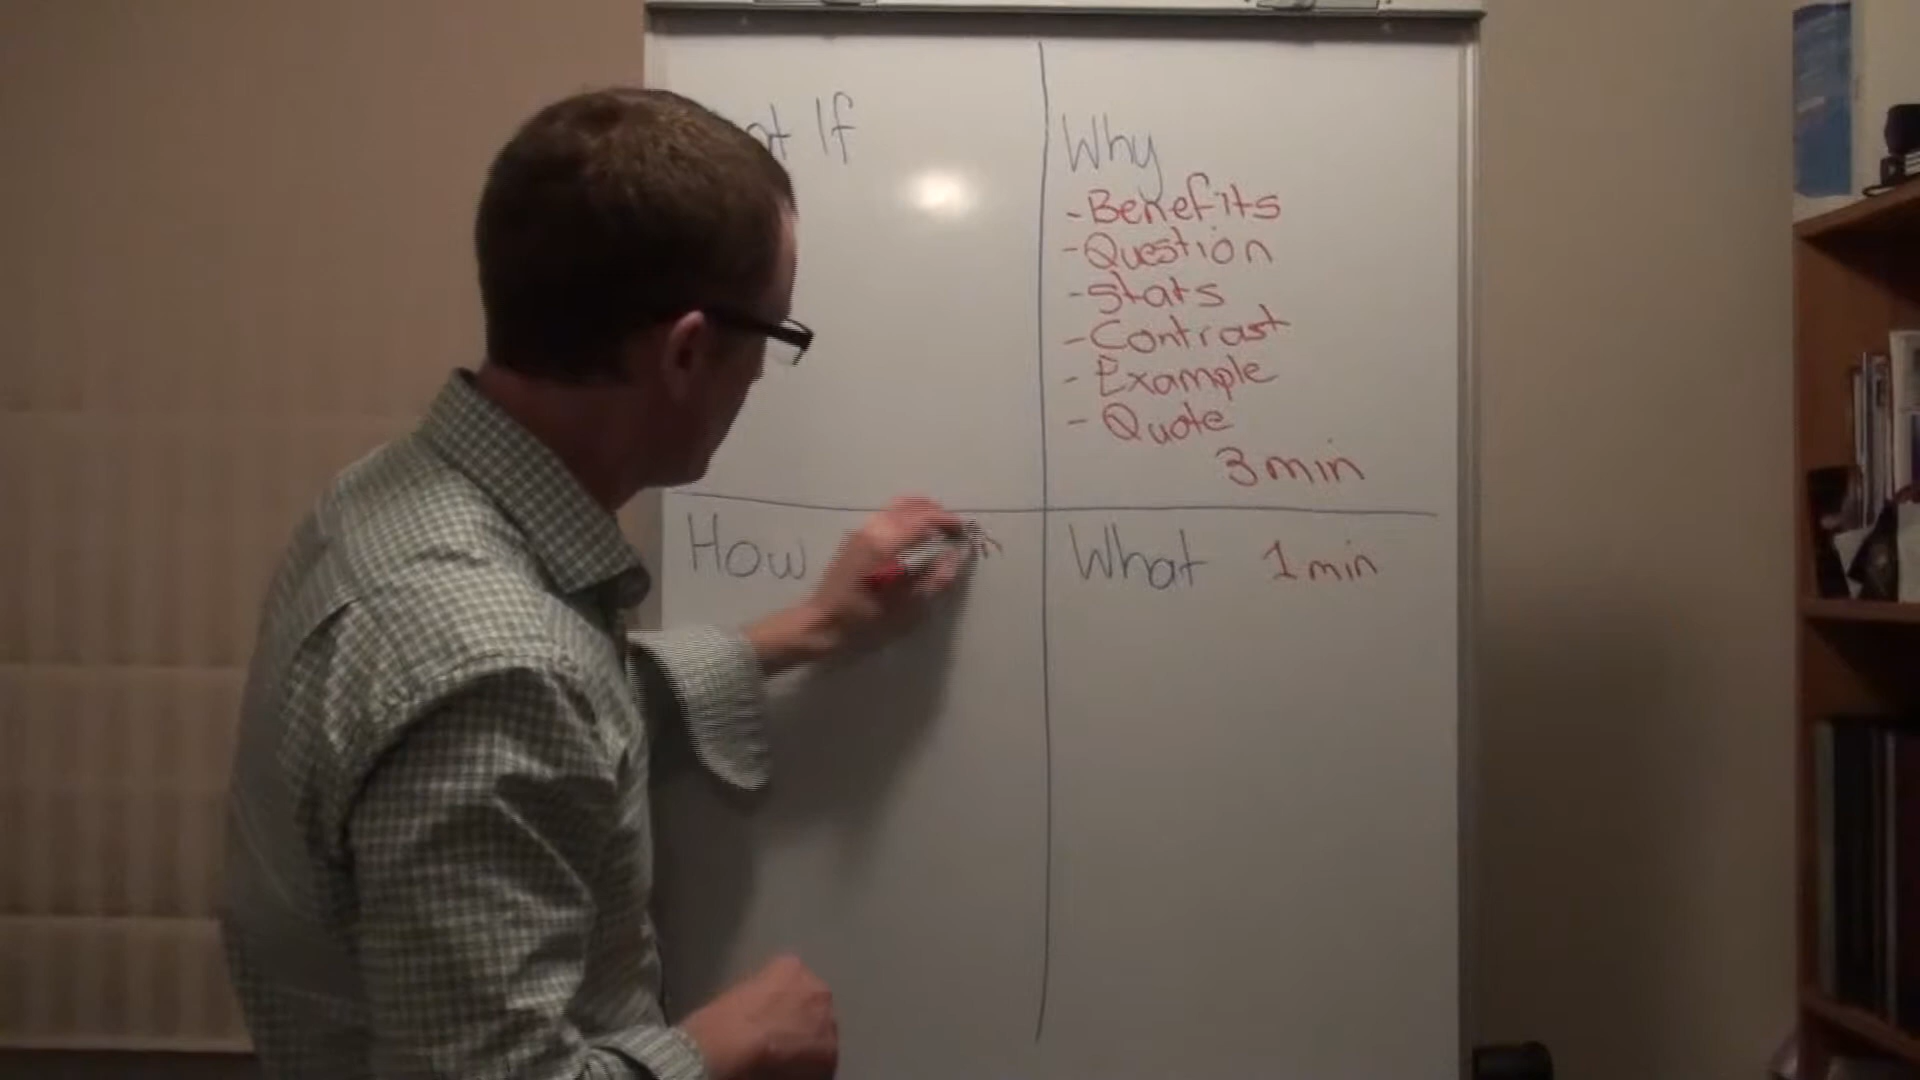 If
Why
-Benefits
-Question
-Stats
-Contrast
-Example
-Quote
3 min
How
What 1 min